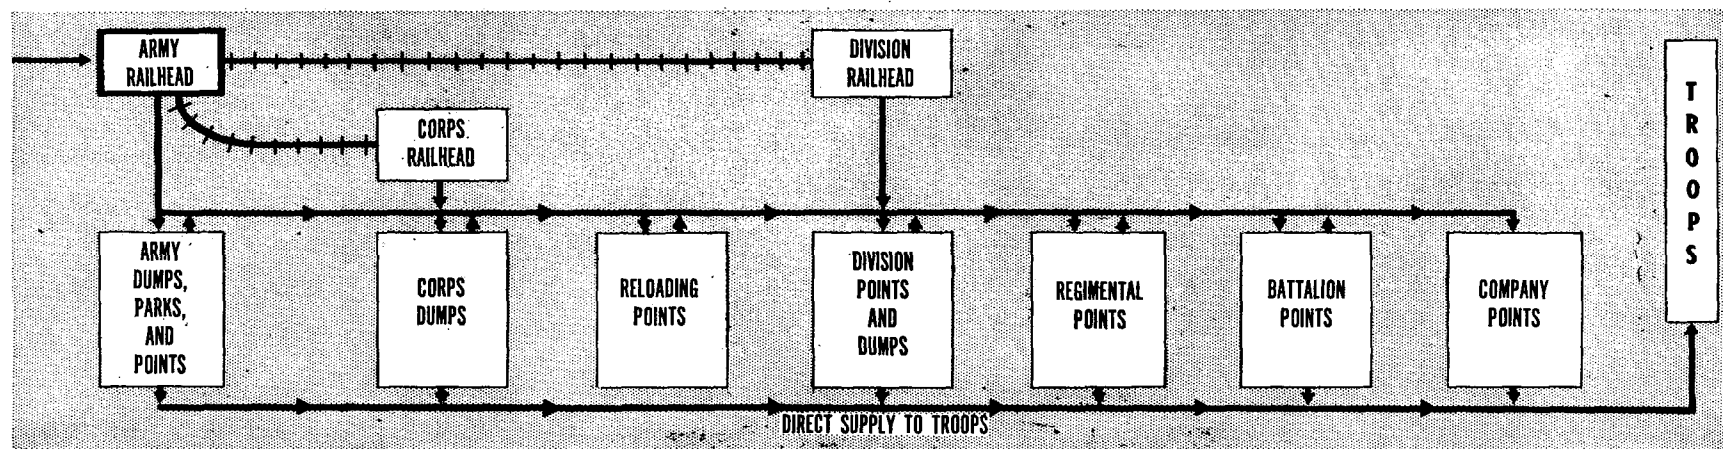 ARMY
RAILHEAD
DIVISION
RAILHEAD
CORPS
RAILHEAD
TROOPS
ARMY
DUMPS,
PARKS,
AND
POINTS
CORPS
DUMPS
RELOADING
POINTS
DIVISION
POINTS
AND
DUMPS
REGIMENTAL
POINTS
BATTALION
POINTS
COMPANY
POINTS
DIRECT SUPPLY TO TROOPS